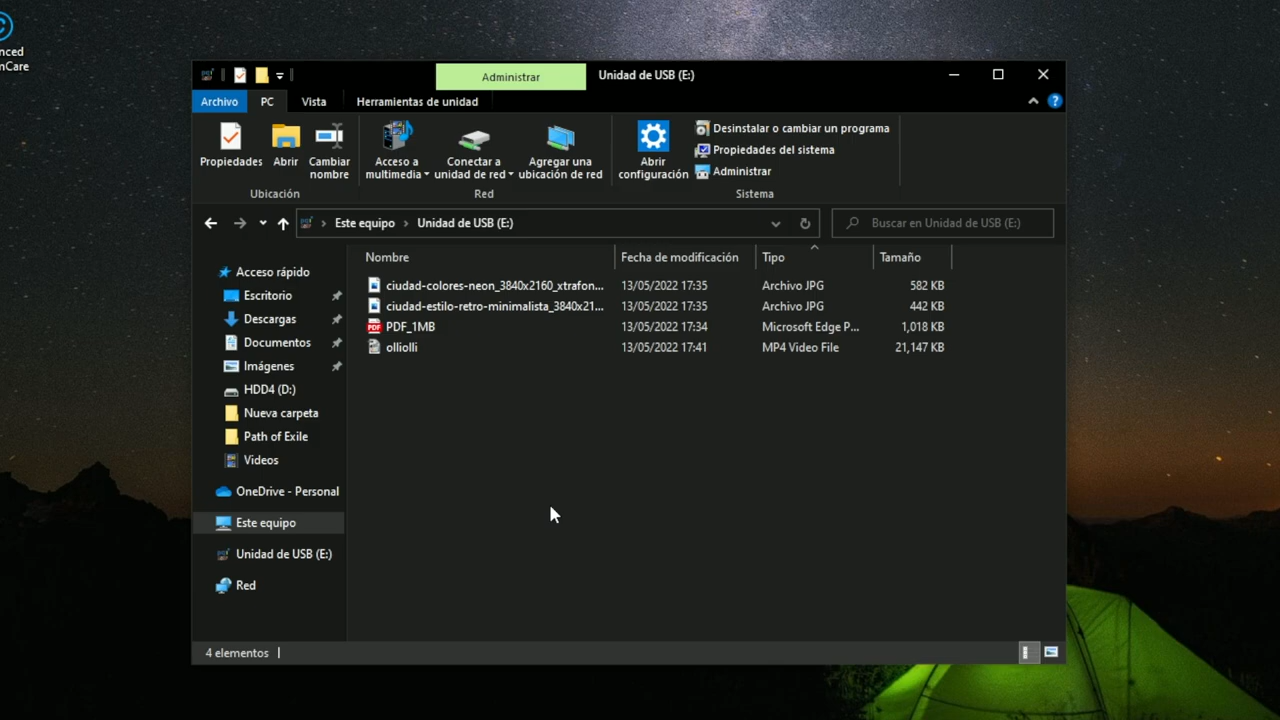 nced
nCare
Administrar
Unidad de USB (E:)
Archivo
PC
Vista
Herramientas de unidad
Propiedades
Abrir
Cambiar
nombre
Ubicación
Acceso a
multimedia
Conectar a
unidad de red
Agregar una
ubicación de red
Red
Abrir
configuración
Desinstalar o cambiar un programa
Propiedades del sistema
Administrar
Sistema
Este equipo > Unidad de USB (E:)
Buscar en Unidad de USB (E:)
Acceso rápido
Escritorio
Descargas
Documentos
Imágenes
HDD4 (D:)
Nueva carpeta
Path of Exile
Videos
OneDrive - Personal
Este equipo
Unidad de USB (E:)
Red
Nombre Fecha de modificación Tipo Tamaño
ciudad-colores-neon_3840x2160_xtrafon... 13/05/2022 17:35 Archivo JPG 582 KB
ciudad-estilo-retro-minimalista_3840x21... 13/05/2022 17:35 Archivo JPG 442 KB
PDF_1MB 13/05/2022 17:34 Microsoft Edge P... 1,018 KB
olliolli 13/05/2022 17:41 MP4 Video File 21,147 KB
4 elementos